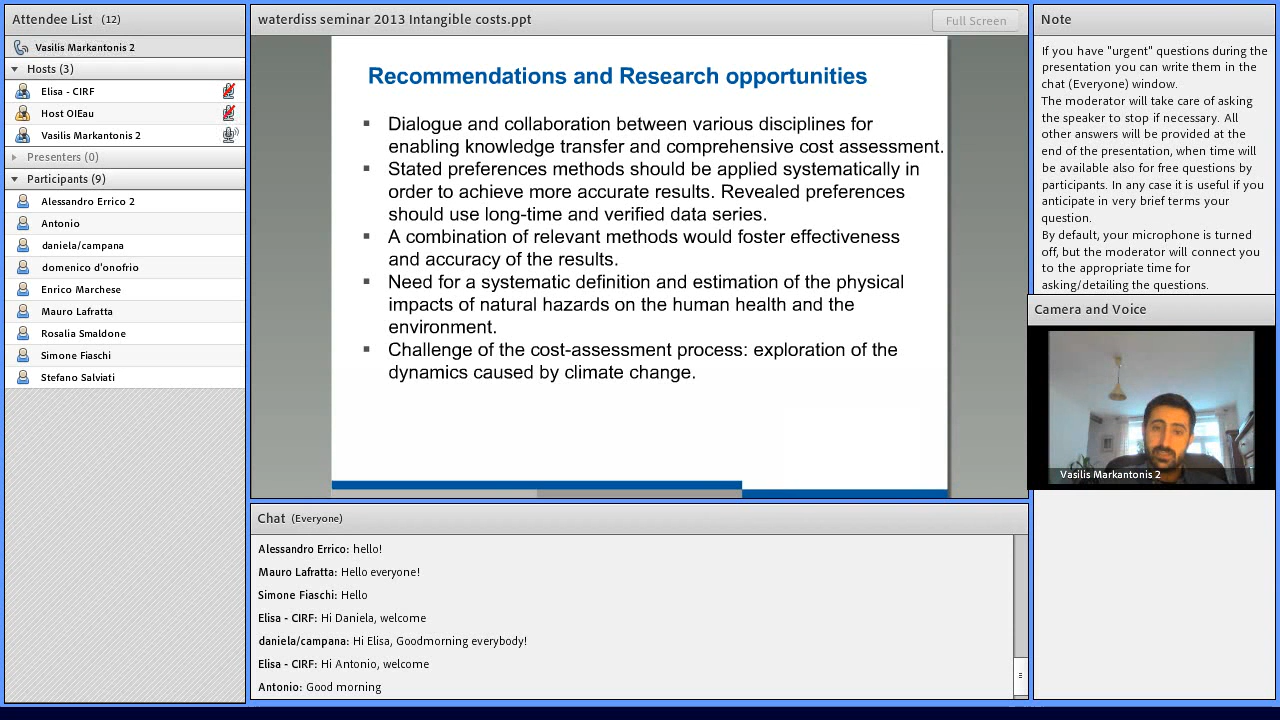 Attendee List (12)
Vasilis Markantonis 2
Hosts (3)
Elisa - CIRF
Host OIEau
Vasilis Markantonis 2
Presenters (0)
Participants (9)
Alessandro Errico 2
Antonio
daniela/campana
domenico d'onofrio
Enrico Marchese
Mauro Lafratta
Rosalia Smaldone
Simone Fiaschi
Stefano Salviati
waterdiss seminar 2013 Intangible costs.ppt
Full Screen
Recommendations and Research opportunities
▪ Dialogue and collaboration between various disciplines for
enabling knowledge transfer and comprehensive cost assessment.
▪ Stated preferences methods should be applied systematically in
order to achieve more accurate results. Revealed preferences
should use long-time and verified data series.
▪ A combination of relevant methods would foster effectiveness
and accuracy of the results.
▪ Need for a systematic definition and estimation of the physical
impacts of natural hazards on the human health and the
environment.
▪ Challenge of the cost-assessment process: exploration of the
dynamics caused by climate change.
Chat (Everyone)
Alessandro Errico: hello!
Mauro Lafratta: Hello everyone!
Simone Fiaschi: Hello
Elisa - CIRF: Hi Daniela, welcome
daniela/campana: Hi Elisa, Goodmorning everybody!
Elisa - CIRF: Hi Antonio, welcome
Antonio: Good morning
Note
If you have "urgent" questions during the
presentation you can write them in the
chat (Everyone) window.
The moderator will take care of asking
the speaker to stop if necessary. All
other answers will be provided at the
end of the presentation, when time will
be available also for free questions by
participants. In any case it is useful if you
anticipate in very brief terms your
question.
By default, your microphone is turned
off, but the moderator will connect you
to the appropriate time for
asking/detailing the questions.
Camera and Voice
Vasilis Markantonis 2